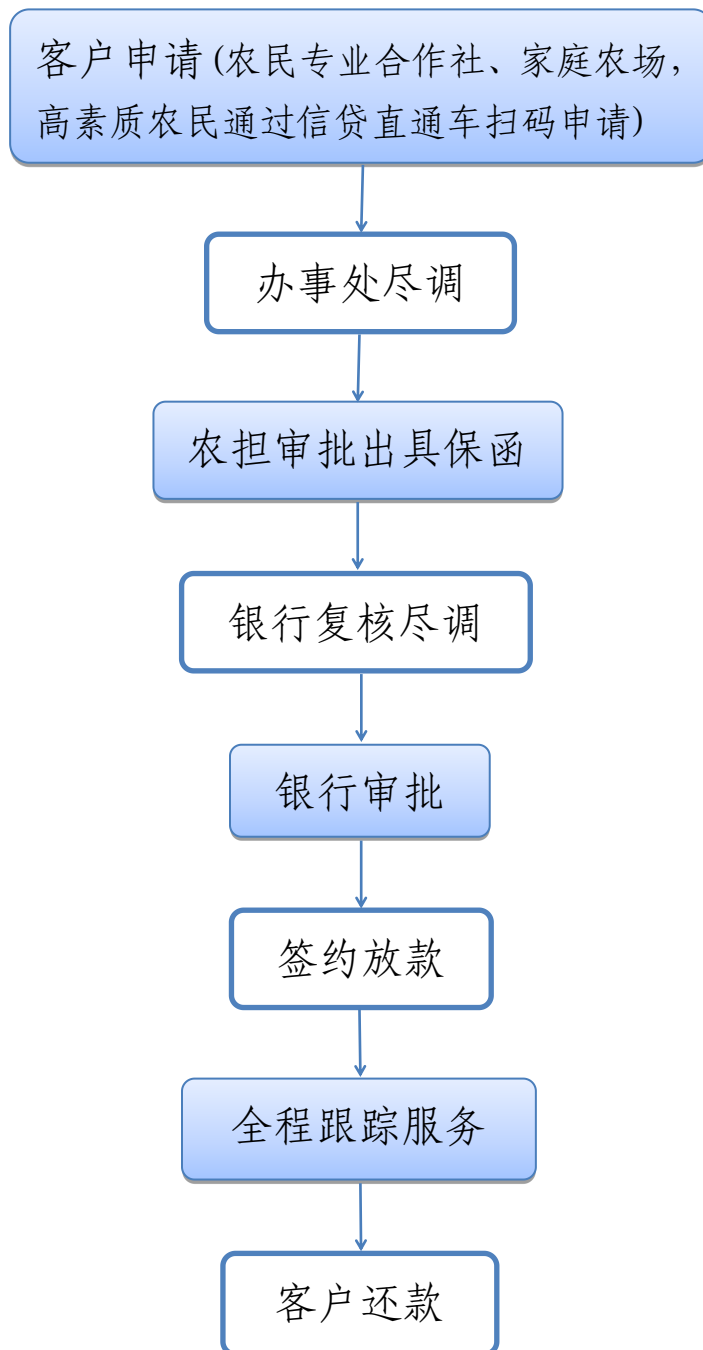 客户申请(农民专业合作社、家庭农场，
高素质农民通过信贷直通车扫码申请)
办事处尽调
农担审批出具保函
银行复核尽调
银行审批
签约放款
全程跟踪服务
客户还款